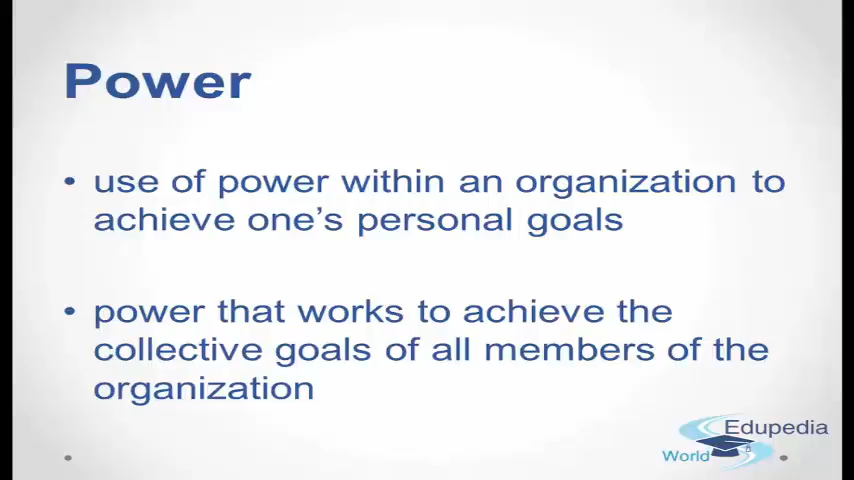 Power
• use of power within an organization to
achieve one's personal goals
• power that works to achieve the
collective goals of all members of the
organization
Edupedia
World